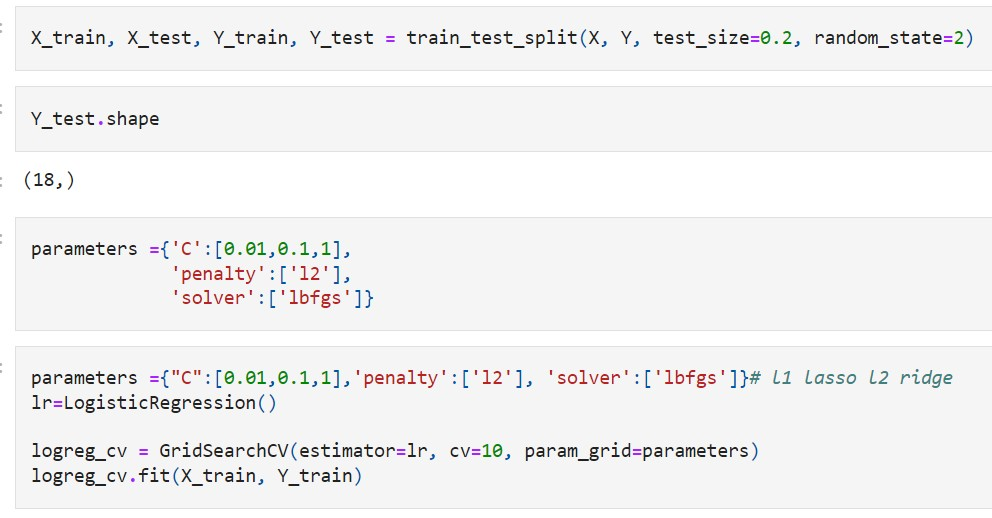 X_train, X_test, Y_train, Y_test = train_test_split(X, Y, test_size=0.2, random_state=2)
Y_test.shape
(18,)
parameters ={'C':[0.01,0.1,1],
'penalty':['l2'],
'solver':['lbfgs']}
parameters ={"C":[0.01,0.1,1],'penalty':['l2'], 'solver':['lbfgs']}# l1 lasso l2 ridge
lr=LogisticRegression()
logreg_cv = GridSearchCV(estimator=lr, cv=10, param_grid=parameters)
logreg_cv.fit(X_train, Y_train)